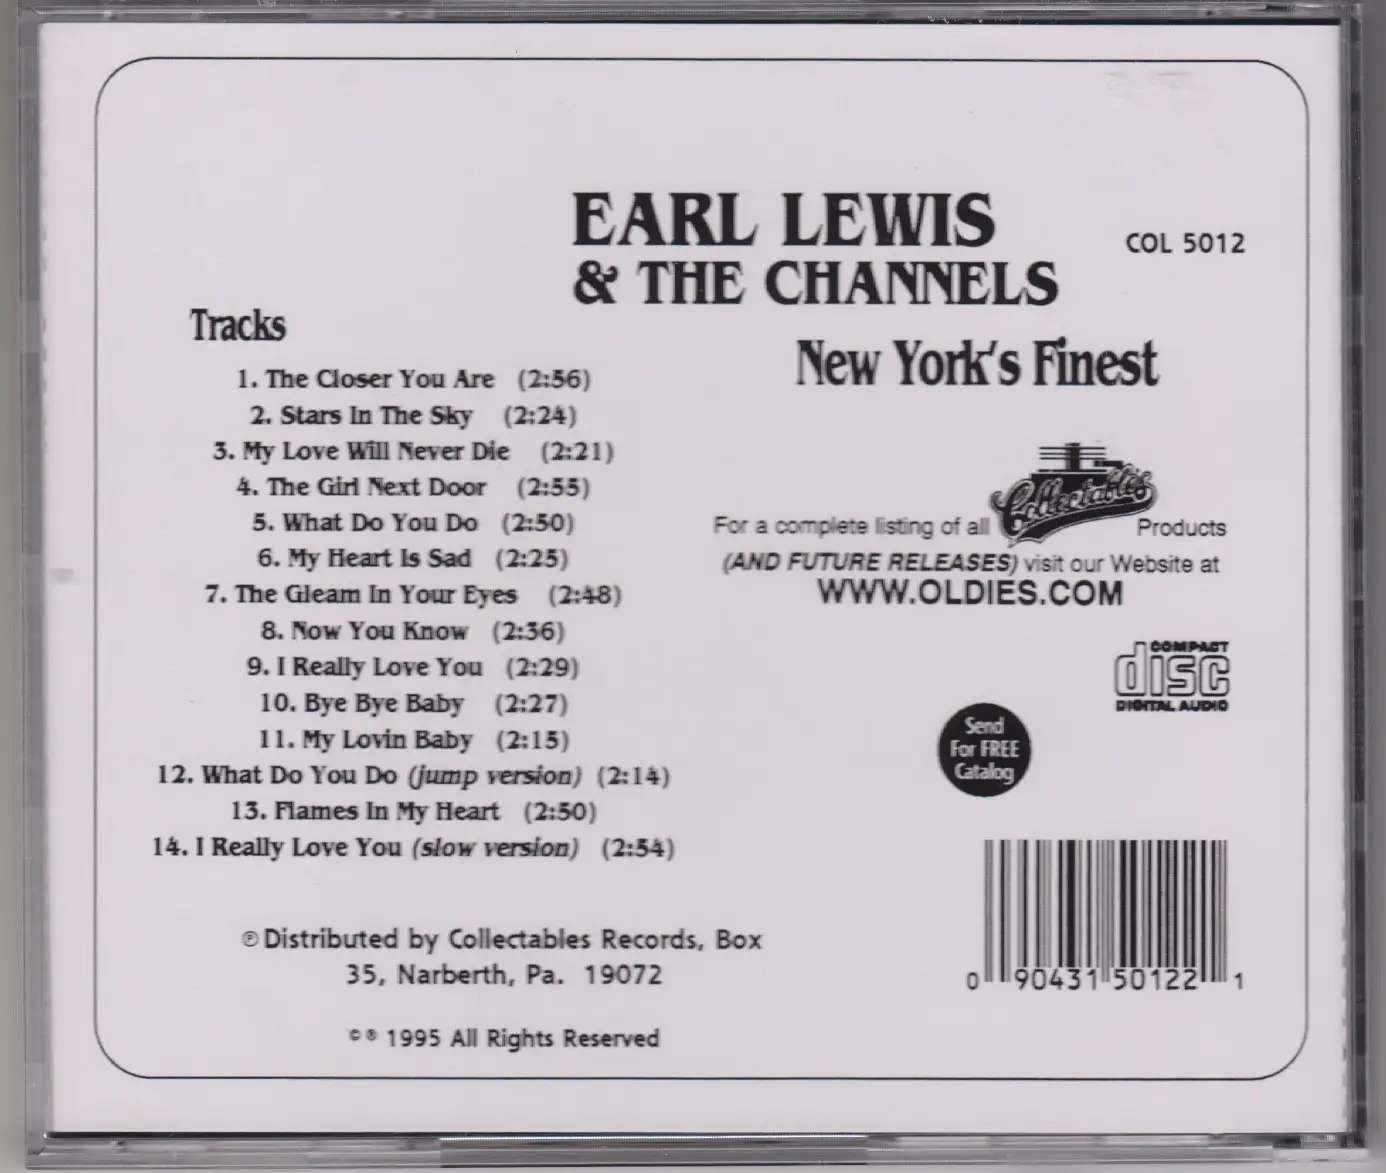 EARL LEWIS
& THE CHANNELS
COL 5012
New York's Finest
Tracks
1. The Closer You Are (2:56)
2. Stars In The Sky (2:24)
3. My Love Will Never Die (2:21)
4. The Girl Next Door (2:55)
5. What Do You Do (2:50)
6. My Heart Is Sad (2:25)
7. The Gleam In Your Eyes (2:48)
8. Now You Know (2:36)
9. I Really Love You (2:29)
10. Bye Bye Baby (2:27)
11. My Lovin Baby (2:15)
12. What Do You Do (jump version) (2:14)
13. Flames In My Heart (2:50)
14. I Really Love You (slow version) (2:54)
For a complete listing of all Collectables Products
(AND FUTURE RELEASES) visit our Website at
WWW.OLDIES.COM
COMPACT
disc
DIGITAL AUDIO
Send
For FREE
Catalog
℗ Distributed by Collectables Records, Box
35, Narberth, Pa. 19072
© ℗ 1995 All Rights Reserved
0 90431 50122 1